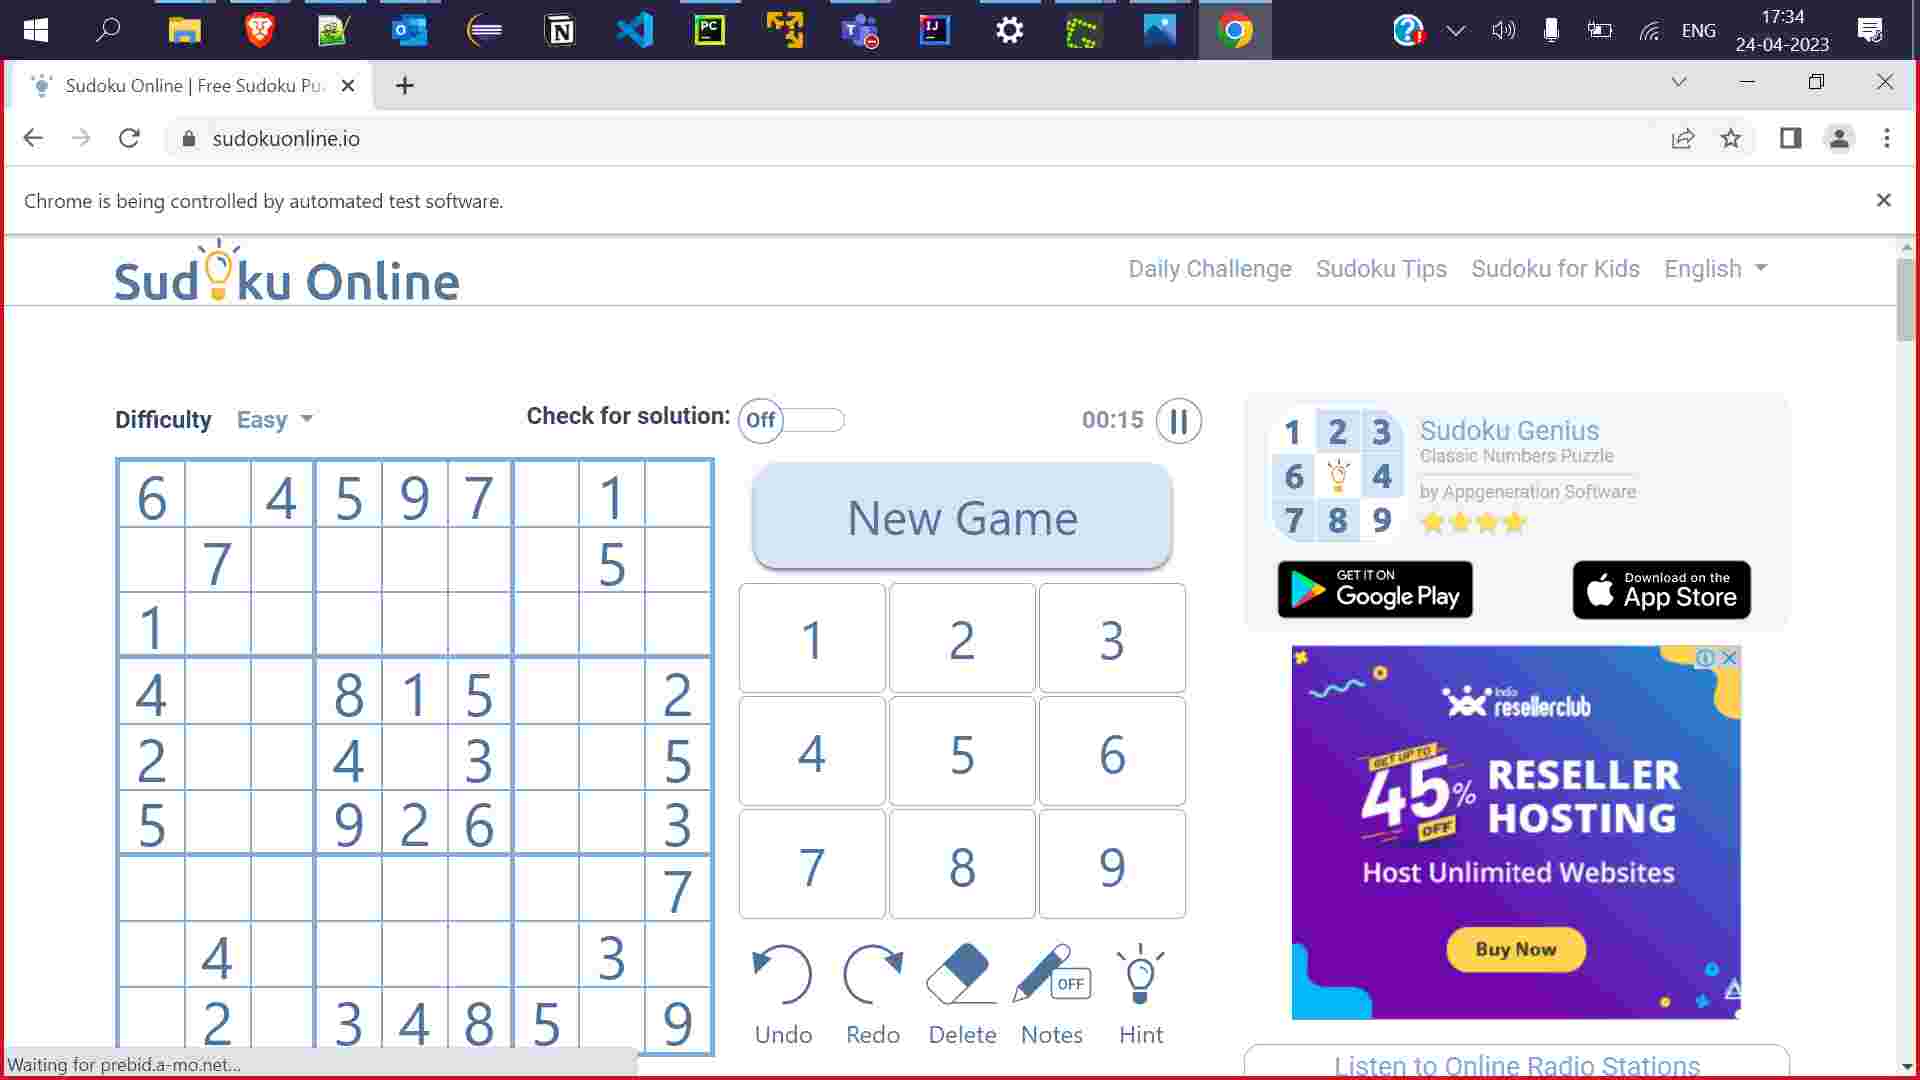 ENG
17:34
24-04-2023
Sudoku Online | Free Sudoku Pu
sudokuonline.io
Chrome is being controlled by automated test software.
Sudoku Online
Daily Challenge Sudoku Tips Sudoku for Kids English
Difficulty Easy
Check for solution: Off
00:15
6 4 5 9 7 1
7 5
1
4 8 1 5 2
2 4 3 5
5 9 2 6 3
7
4 3
2 3 4 8 5 9
New Game
1 2 3
4 5 6
7 8 9
OFF
Undo Redo Delete Notes Hint
1 2 3
6 4
7 8 9
Sudoku Genius
Classic Numbers Puzzle
by Appgeneration Software
GET IT ON
Google Play
Download on the
App Store
India
resellerclub
GET UP TO
45%
OFF
RESELLER
HOSTING
Host Unlimited Websites
Buy Now
Listen to Online Radio Stations
Waiting for prebid.a-mo.net...